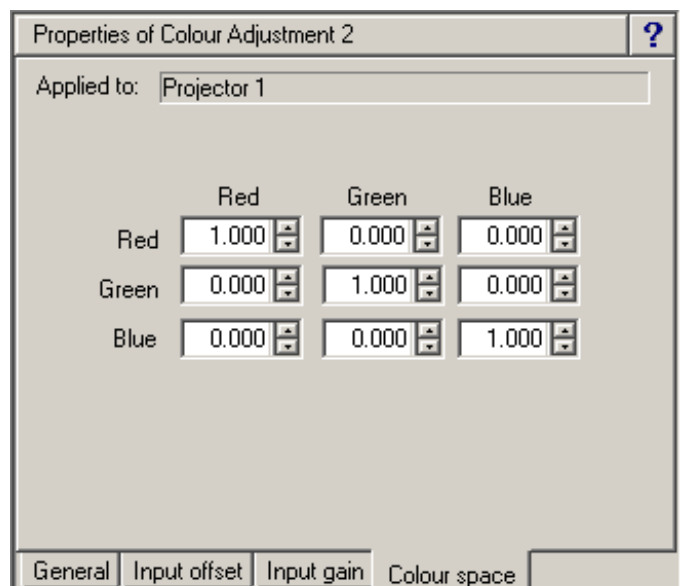 Properties of Colour Adjustment 2 ?
Applied to: Projector 1
Red Green Blue
Red 1.000 0.000 0.000
Green 0.000 1.000 0.000
Blue 0.000 0.000 1.000
General Input offset Input gain Colour space